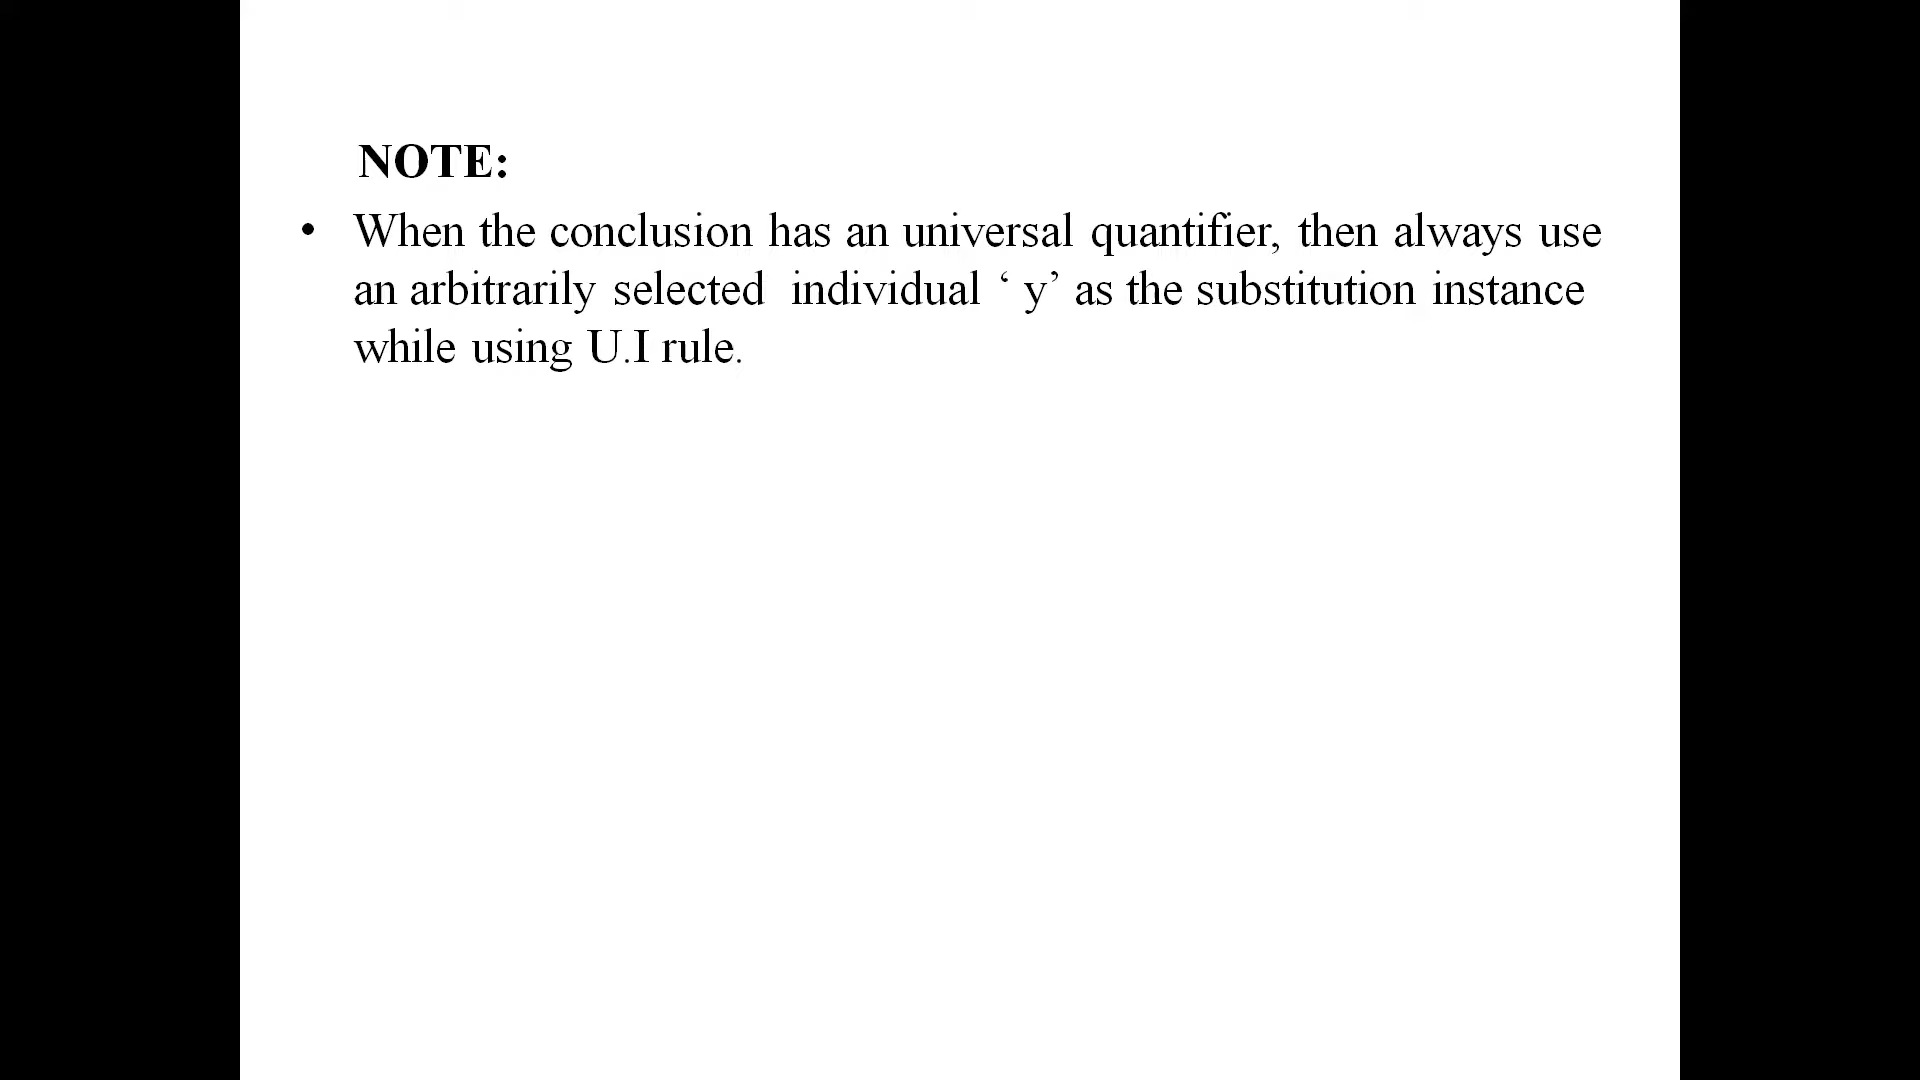 NOTE:
• When the conclusion has an universal quantifier, then always use
an arbitrarily selected individual ‘ y’ as the substitution instance
while using U.I rule.